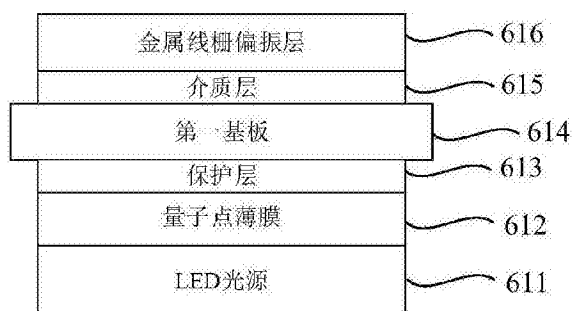 金属线栅偏振层 616
介质层 615
第一基板 614
保护层 613
量子点薄膜 612
LED光源 611